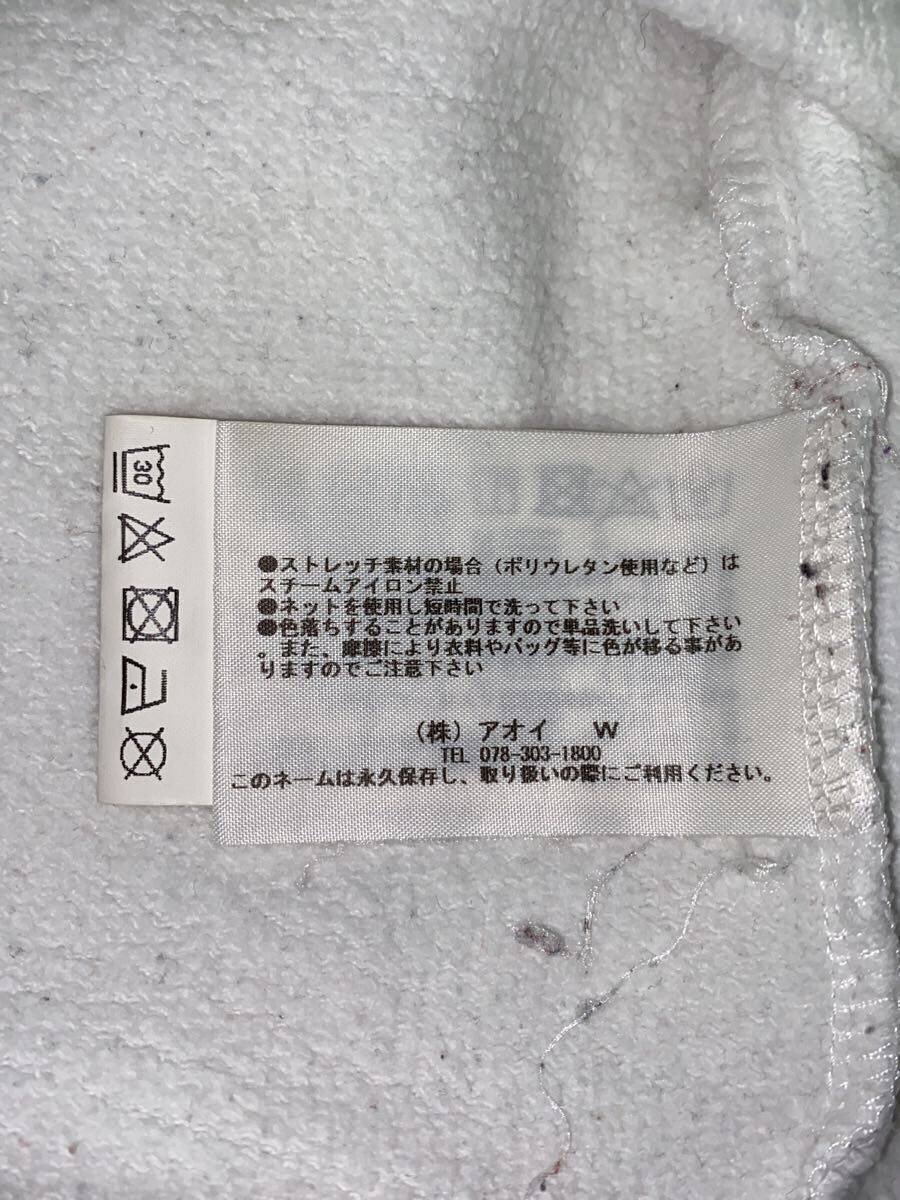 30
●ストレッチ素材の場合(ポリウレタン使用など)は
スチームアイロン禁止
●ネットを使用し短時間で洗って下さい
●色落ちすることがありますので単品洗いして下さい
。また、摩擦により衣料やバッグ等に色が移る事があ
りますのでご注意下さい
(株)アオイ W
TEL 078-303-1800
このネームは永久保存し、取り扱いの際にご利用ください。